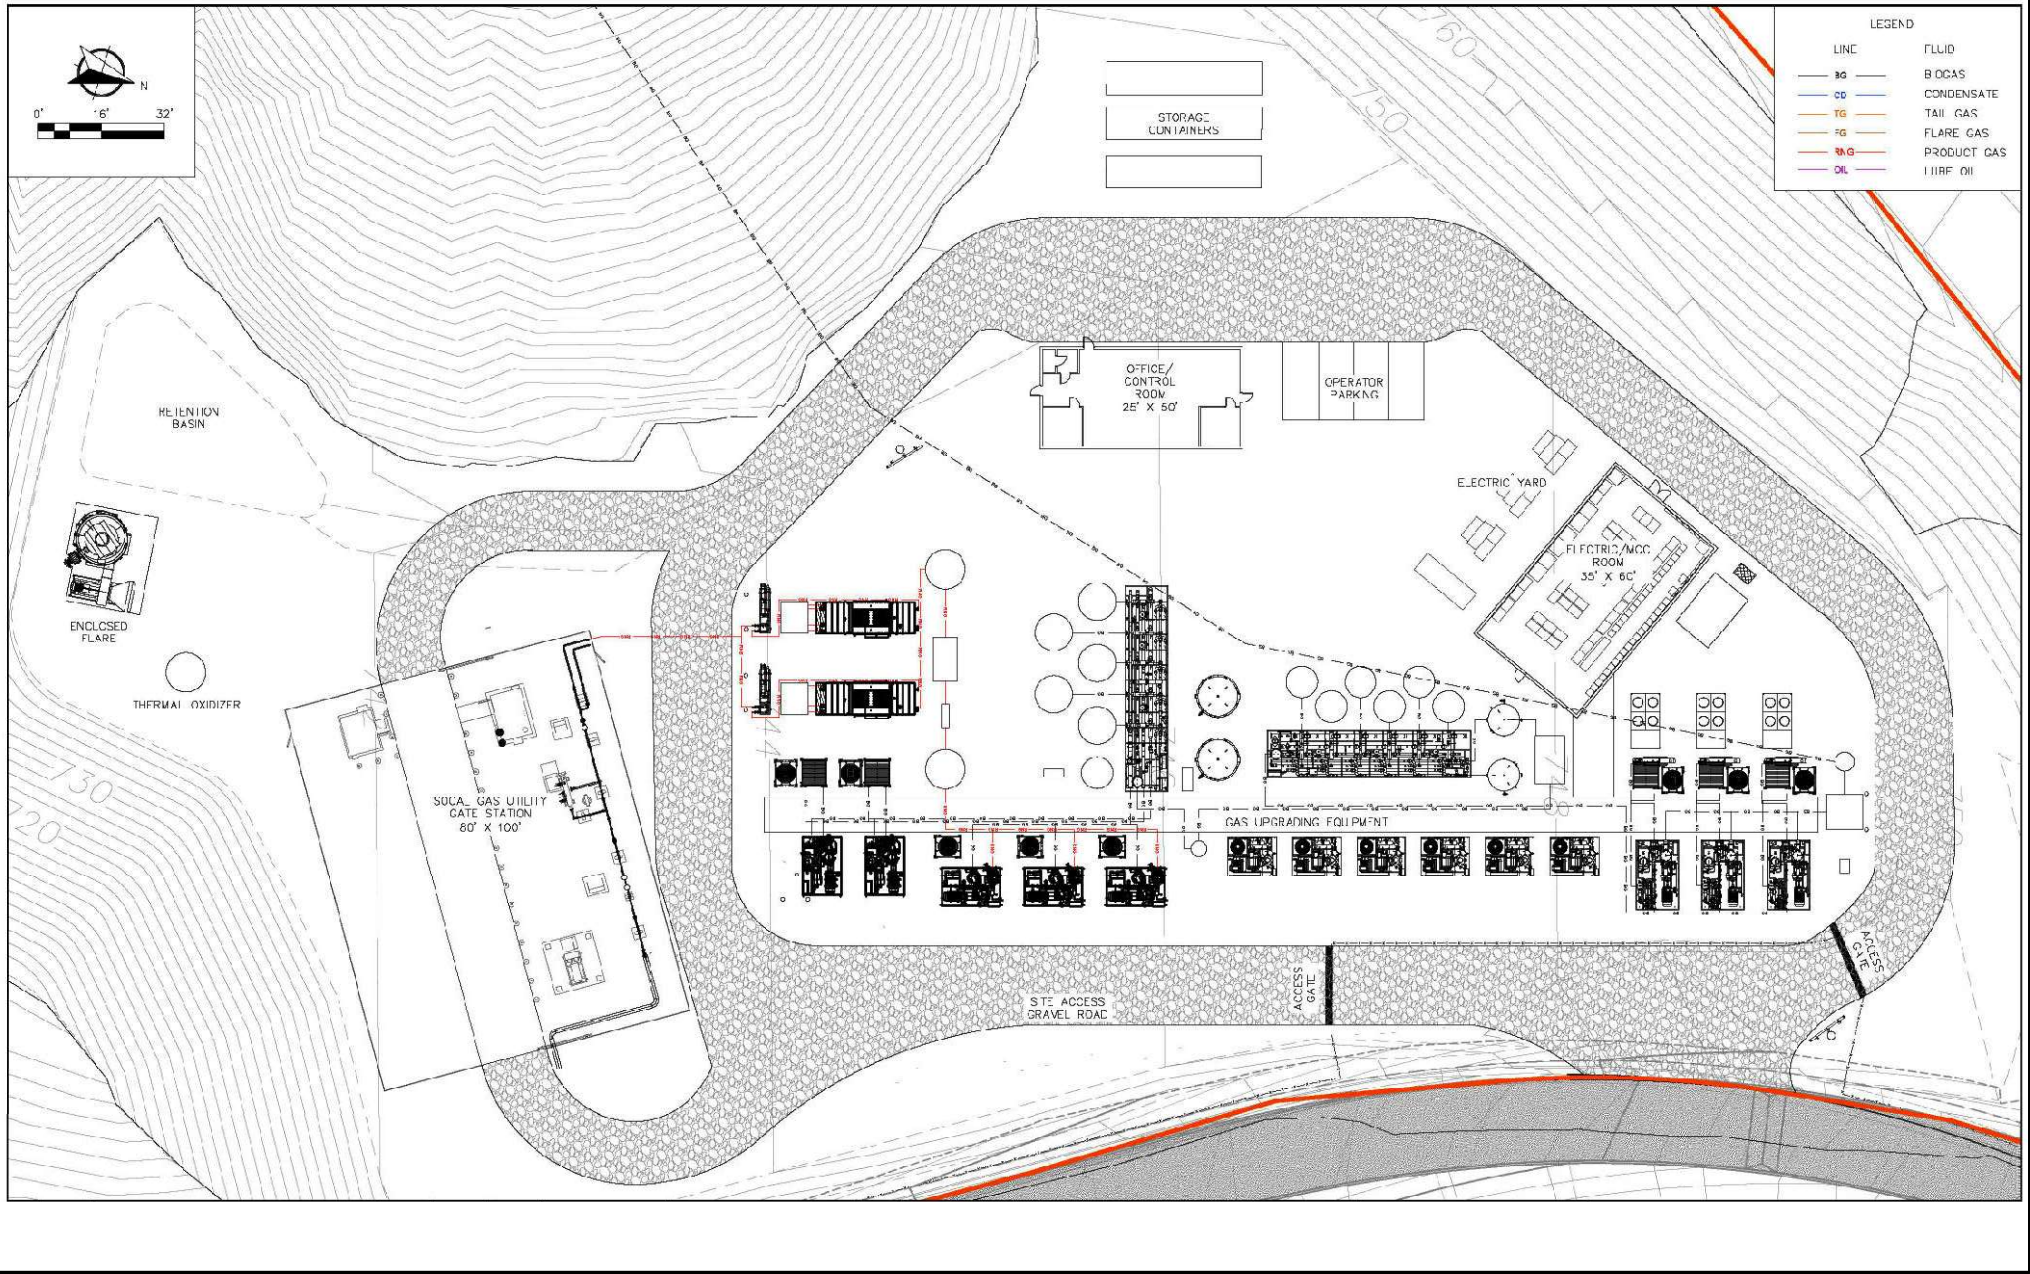 N
0' 16' 32'
LEGEND
LINE FLUID
BG BIOGAS
CD CONDENSATE
TG TAIL GAS
FG FLARE GAS
RNG PRODUCT GAS
OIL LUBE OIL
760
750
STORAGE
CONTAINERS
OFFICE/
CONTROL
ROOM
25' X 50'
OPERATOR
PARKING
RETENTION
BASIN
ELECTRIC YARD
ELECTRIC/MCC
ROOM
35' X 60'
ENCLOSED
FLARE
THERMAL OXIDIZER
730
720
SOCAL GAS UTILITY
GATE STATION
80' X 100'
GAS UPGRADING EQUIPMENT
ACCESS
GATE
ACCESS
GATE
SITE ACCESS
GRAVEL ROAD